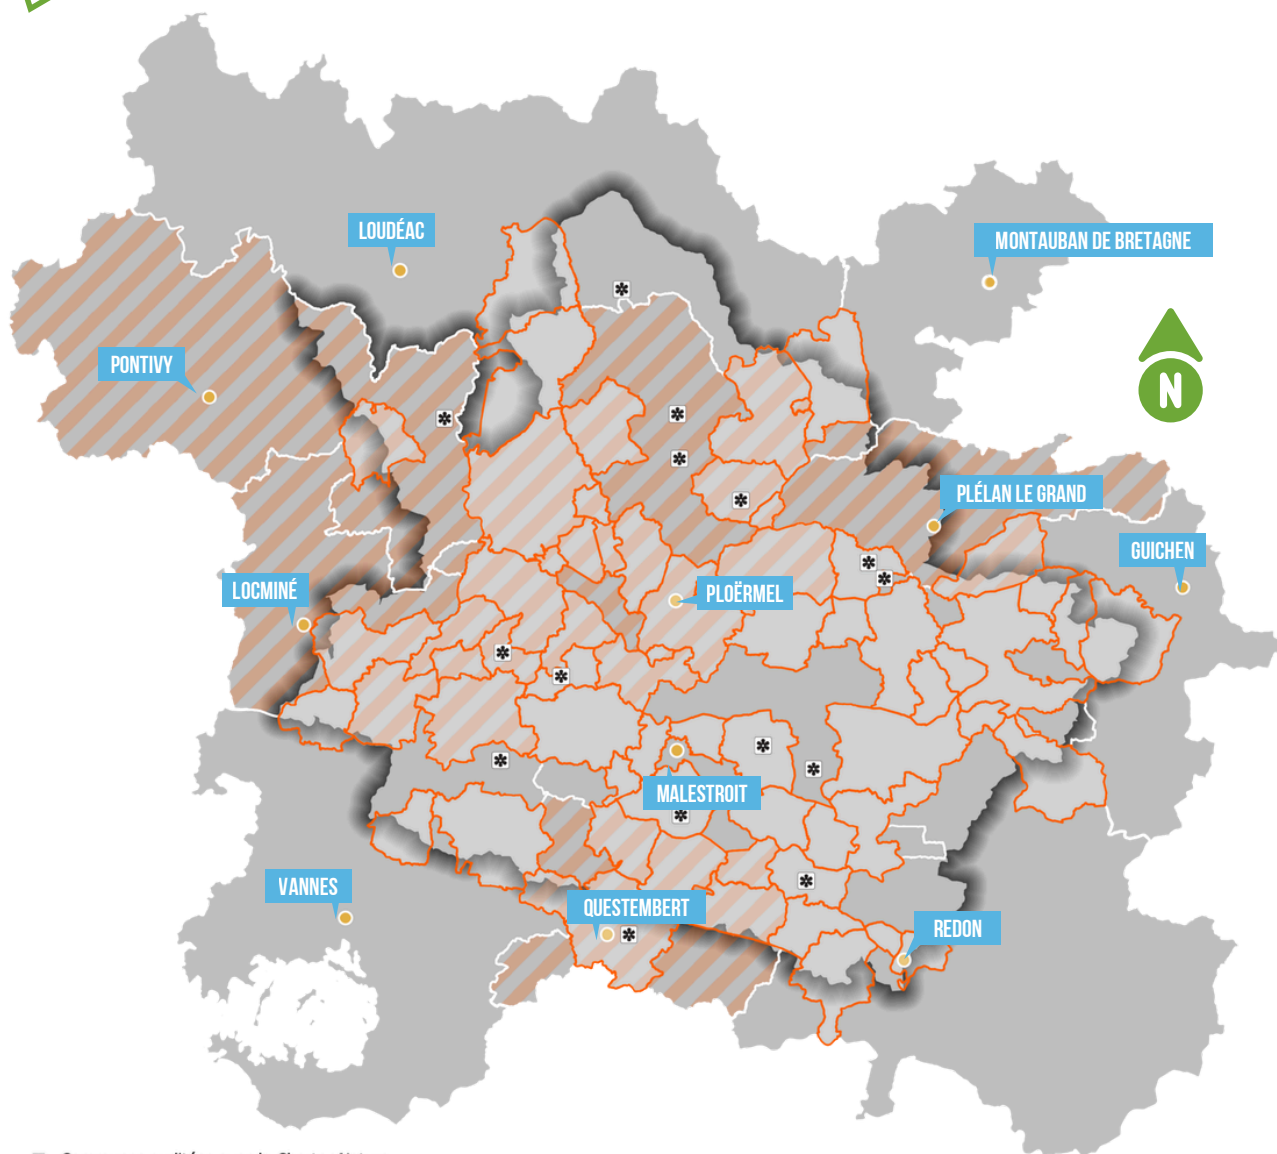 LOUDÉAC
MONTAUBAN DE BRETAGNE
PONTIVY
N
PLÉLAN LE GRAND
GUICHEN
LOCMINÉ
PLOËRMEL
MALESTROIT
VANNES
QUESTEMBERT
REDON